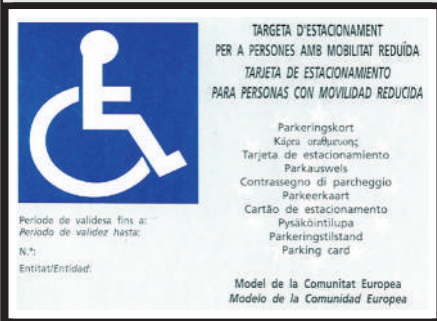 TARGETA D'ESTACIONAMENT
PER A PERSONES AMB MOBILITAT REDUÏDA
TARJETA DE ESTACIONAMIENTO
PARA PERSONAS CON MOVILIDAD REDUCIDA
Parkeringskort
Κάρτα σταθμευσης
Tarjeta de estacionamiento
Parkausweis
Contrassegno di parcheggio
Parkeerkaart
Cartão de estacionamento
Pysäköintilupa
Parkeringstilstand
Parking card
Periode de validesa fins a:
Periodo de validez hasta:
N.º:
Entitat/Entidad:
Model de la Comunitat Europea
Modelo de la Comunidad Europea